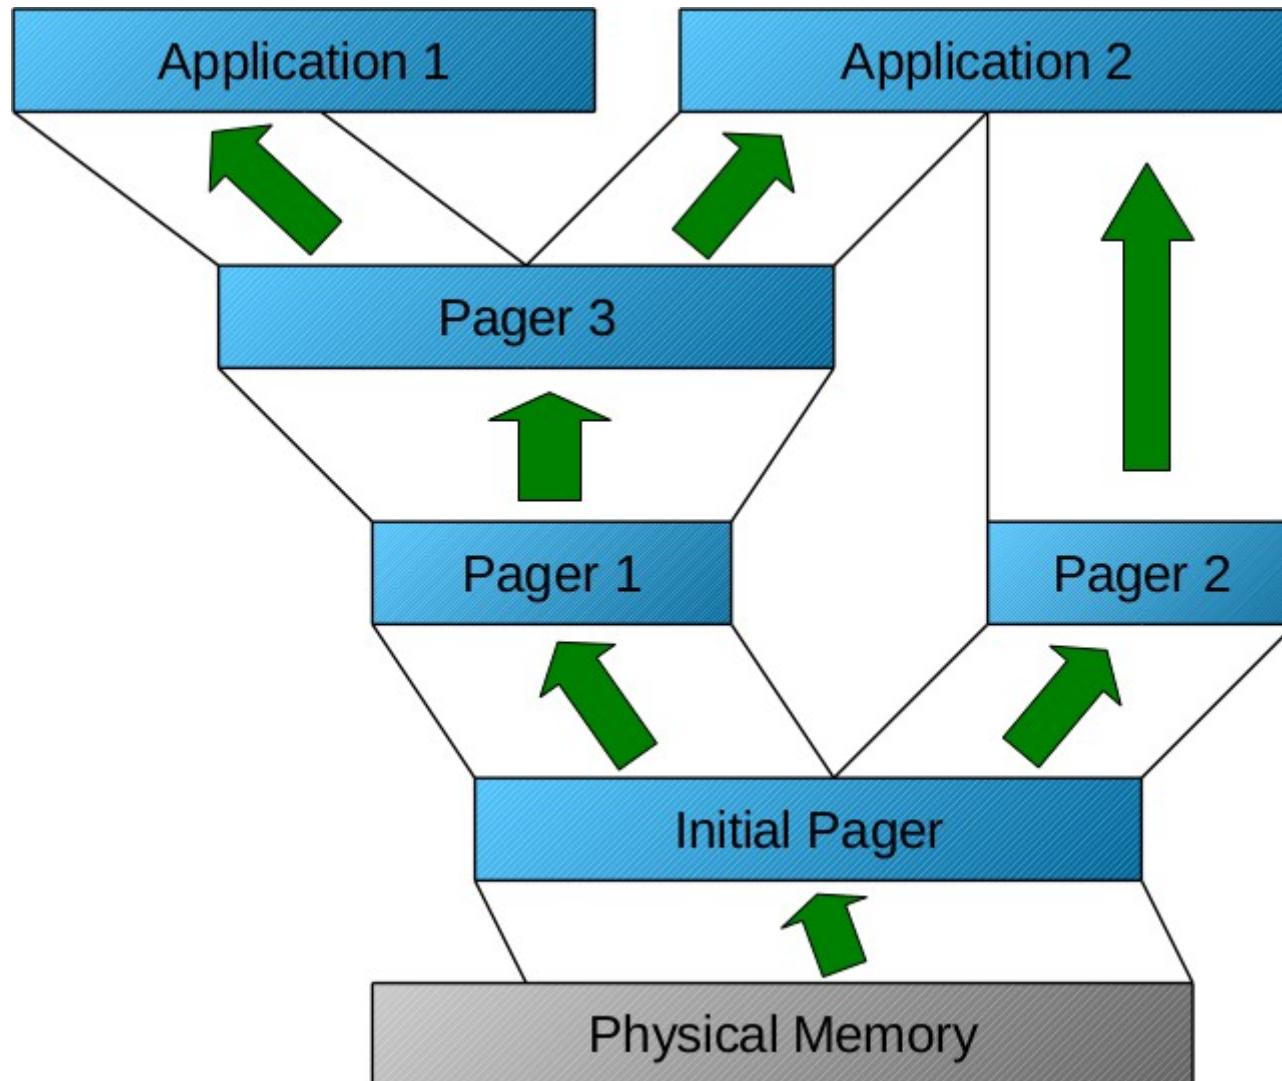 Application 1
Application 2
Pager 3
Pager 1
Pager 2
Initial Pager
Physical Memory